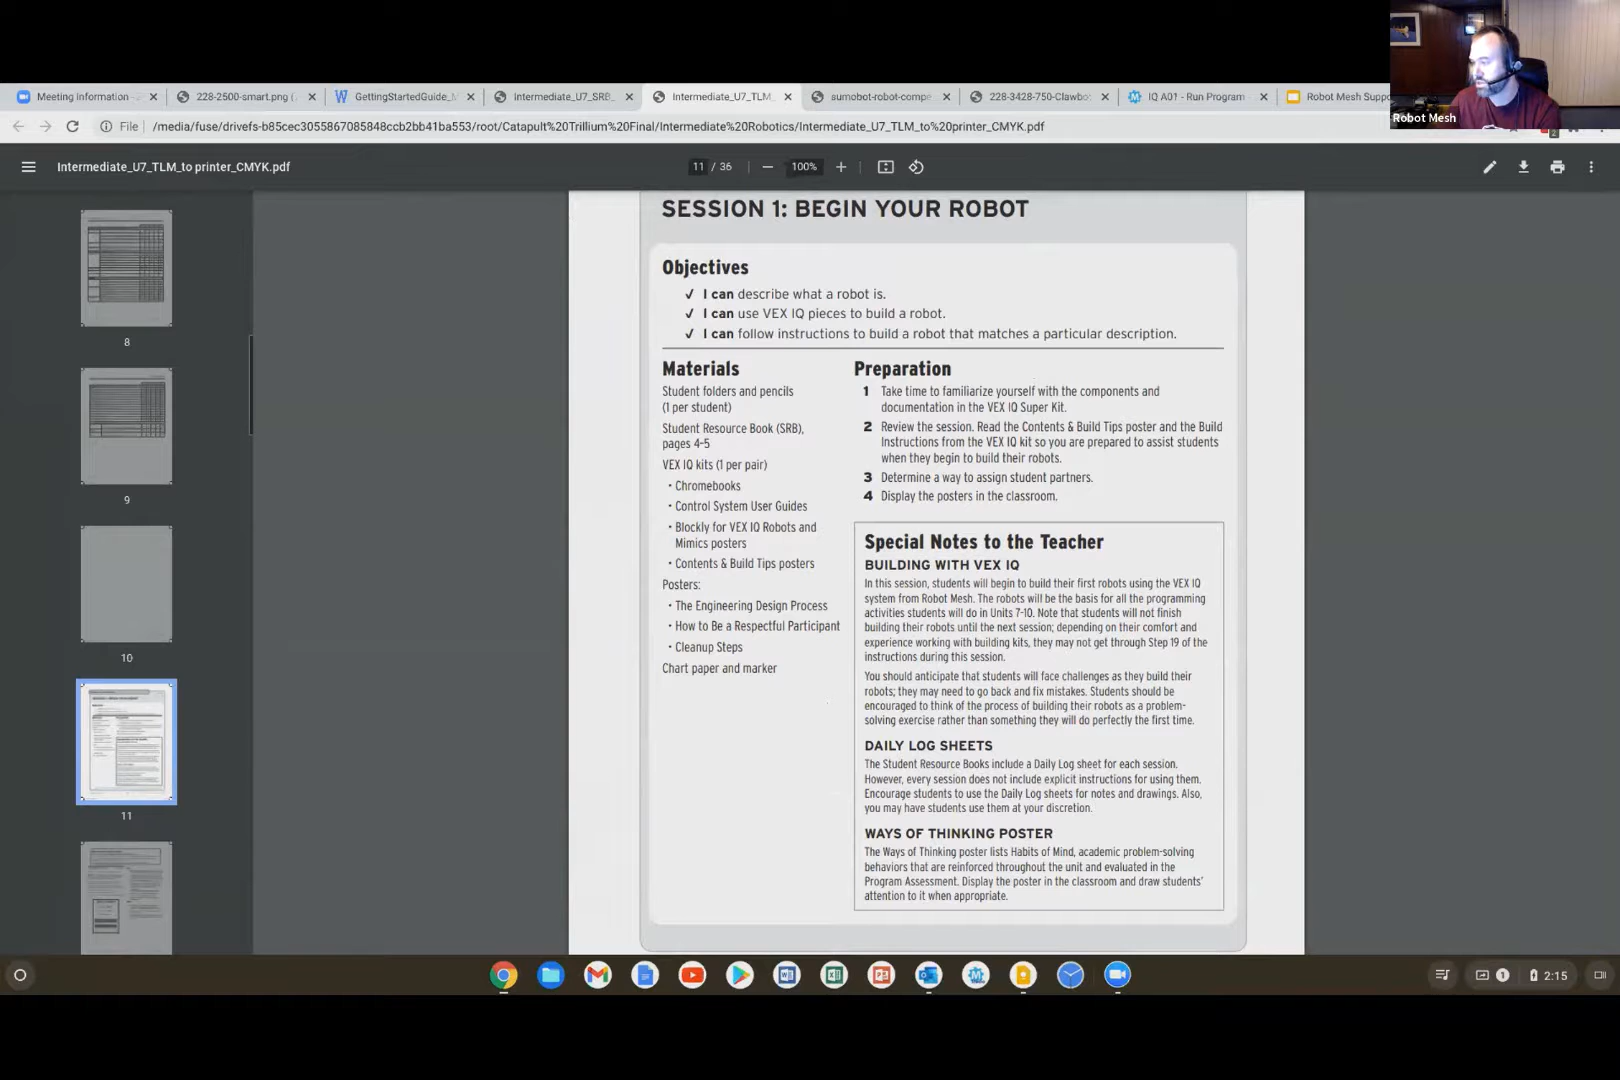 Meeting Information -
228-2500-smart.png (
GettingStartedGuide_
Intermediate_U7_SRB_
Intermediate_U7_TLM_
sumobot-robot-compe
228-3428-750-Clawbot
IQ A01 - Run Program
Robot Mesh Suppo
Robot Mesh
File
/media/fuse/drivefs-b85cec3055867085848ccb2bb41ba553/root/Catapult%20Trillium%20Final/Intermediate%20Robotics/Intermediate_U7_TLM_to%20printer_CMYK.pdf
2
Intermediate_U7_TLM_to printer_CMYK.pdf
11 / 36
100%
8
9
10
11
SESSION 1: BEGIN YOUR ROBOT
Objectives
✓ I can describe what a robot is.
✓ I can use VEX IQ pieces to build a robot.
✓ I can follow instructions to build a robot that matches a particular description.
Materials
Student folders and pencils
(1 per student)
Student Resource Book (SRB),
pages 4-5
VEX IQ kits (1 per pair)
• Chromebooks
• Control System User Guides
• Blockly for VEX IQ Robots and
Mimics posters
• Contents & Build Tips posters
Posters:
• The Engineering Design Process
• How to Be a Respectful Participant
• Cleanup Steps
Chart paper and marker
Preparation
1 Take time to familiarize yourself with the components and
documentation in the VEX IQ Super Kit.
2 Review the session. Read the Contents & Build Tips poster and the Build
Instructions from the VEX IQ kit so you are prepared to assist students
when they begin to build their robots.
3 Determine a way to assign student partners.
4 Display the posters in the classroom.
Special Notes to the Teacher
BUILDING WITH VEX IQ
In this session, students will begin to build their first robots using the VEX IQ
system from Robot Mesh. The robots will be the basis for all the programming
activities students will do in Units 7-10. Note that students will not finish
building their robots until the next session; depending on their comfort and
experience working with building kits, they may not get through Step 19 of the
instructions during this session.
You should anticipate that students will face challenges as they build their
robots; they may need to go back and fix mistakes. Students should be
encouraged to think of the process of building their robots as a problem-
solving exercise rather than something they will do perfectly the first time.
DAILY LOG SHEETS
The Student Resource Books include a Daily Log sheet for each session.
However, every session does not include explicit instructions for using them.
Encourage students to use the Daily Log sheets for notes and drawings. Also,
you may have students use them at your discretion.
WAYS OF THINKING POSTER
The Ways of Thinking poster lists Habits of Mind, academic problem-solving
behaviors that are reinforced throughout the unit and evaluated in the
Program Assessment. Display the poster in the classroom and draw students'
attention to it when appropriate.
1
2:15